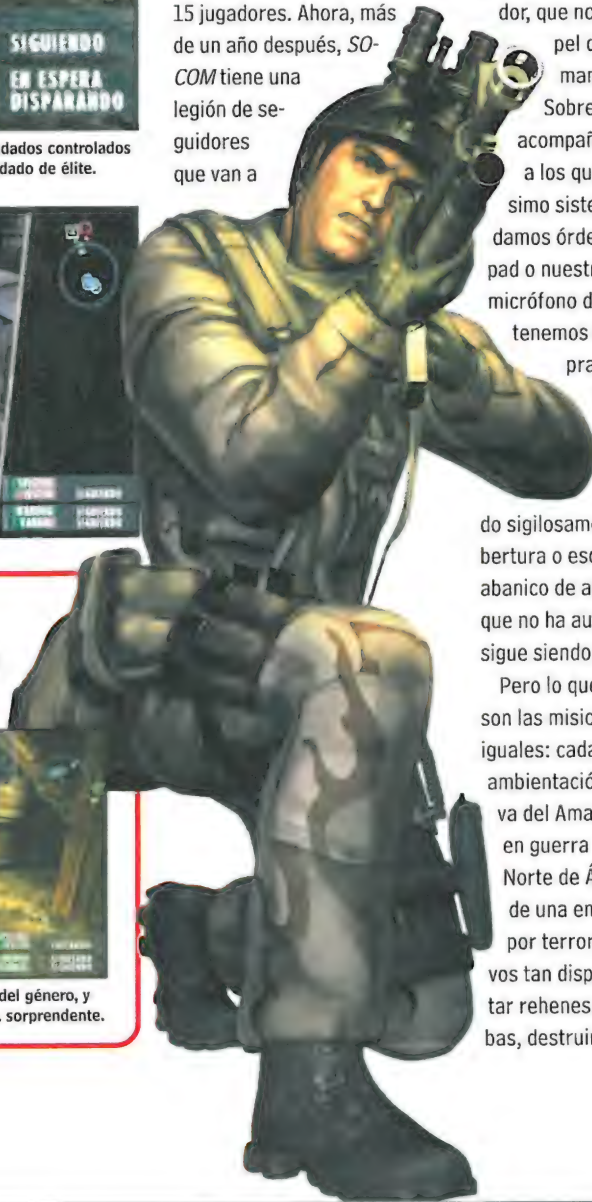 SIGUIENDO
EN ESPERA
DISPARANDO
dados controlados
dado de élite.
SIGUIENDO
SIGUIENDO
del género, y
sorprendente.
15 jugadores. Ahora, más
de un año después, SO-
COM tiene una
legión de se-
guidores
que van a
dor, que no
pel
man
Sobre
acompañ
a los qu
simo siste
damos órde
pad o nuestr
micrófono d
tenemos
pra
do sigilosam
bertura o esc
abanico de a
que no ha au
sigue siendo
Pero lo que
son las misio
iguales: cada
ambientació
va del Ama
en guerra
Norte de Á
de una en
por terror
vos tan disp
tar rehenes
bas, destruir